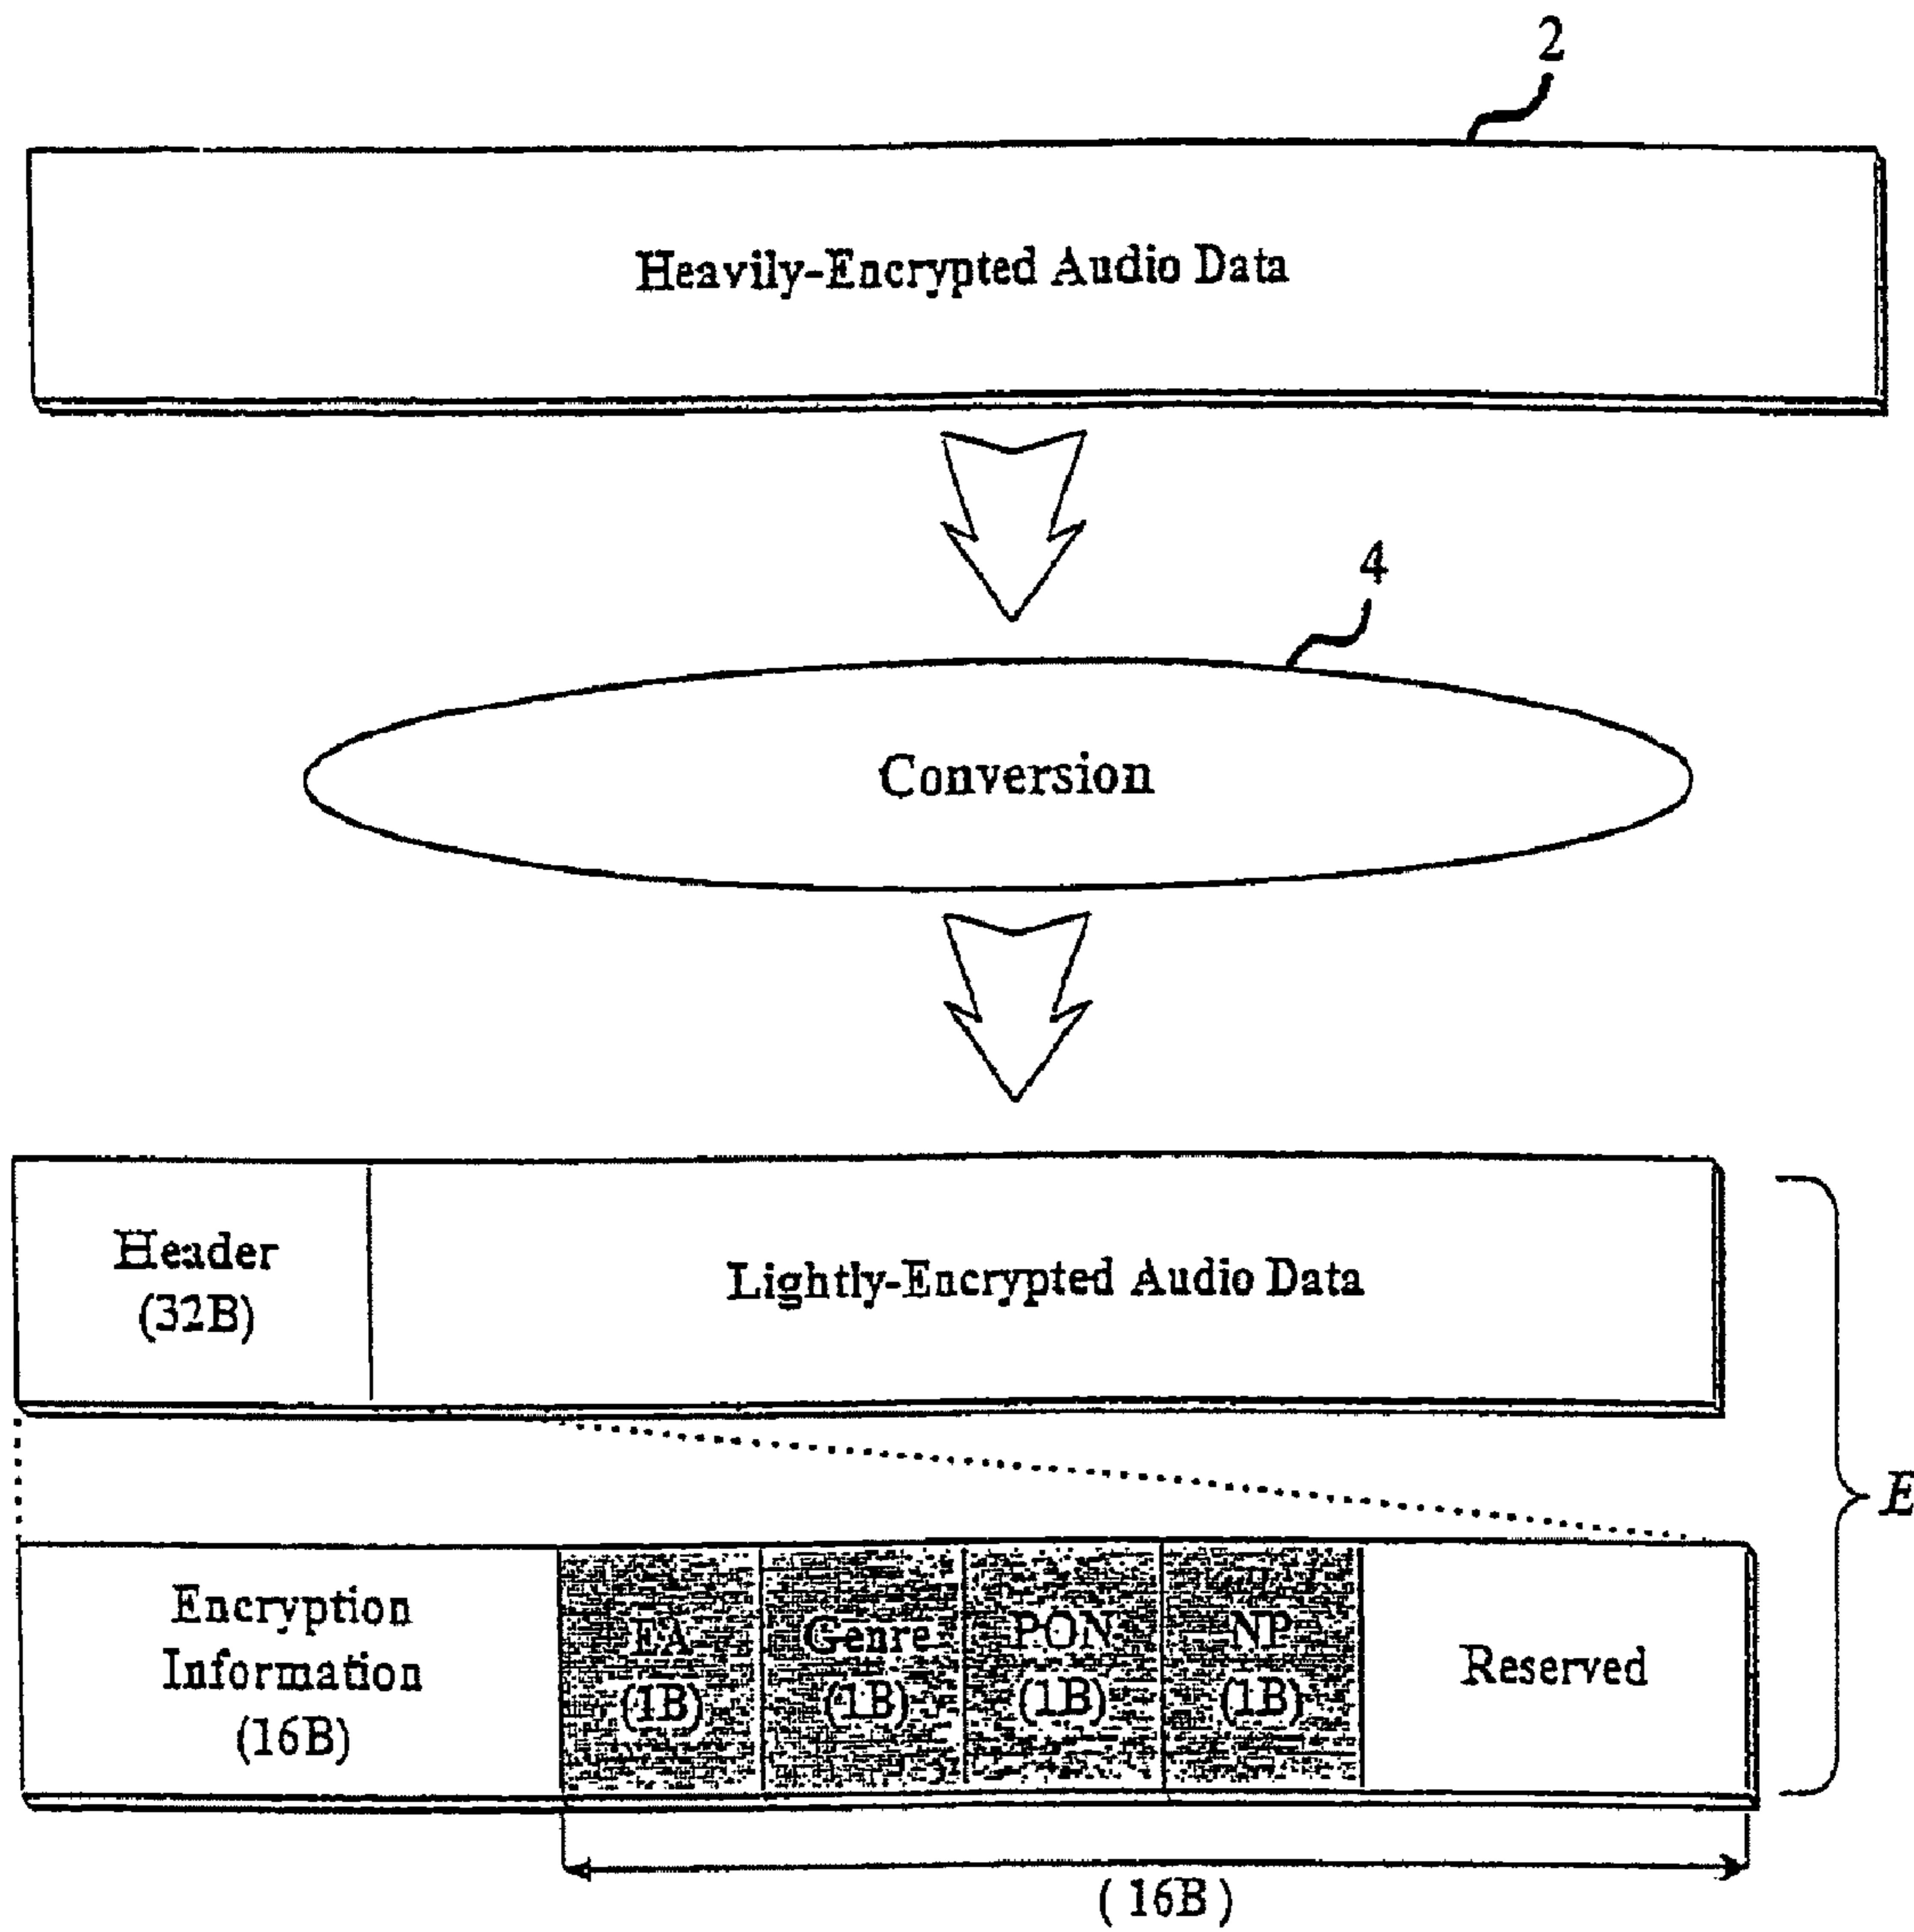 2
Heavily-Encrypted Audio Data
4
Conversion
Header
(32B)
Lightly-Encrypted Audio Data
E
Encryption
Information
(16B)
EA
(1B)
Genre
(1B)
PON
(1B)
NP
(1B)
Reserved
(16B)